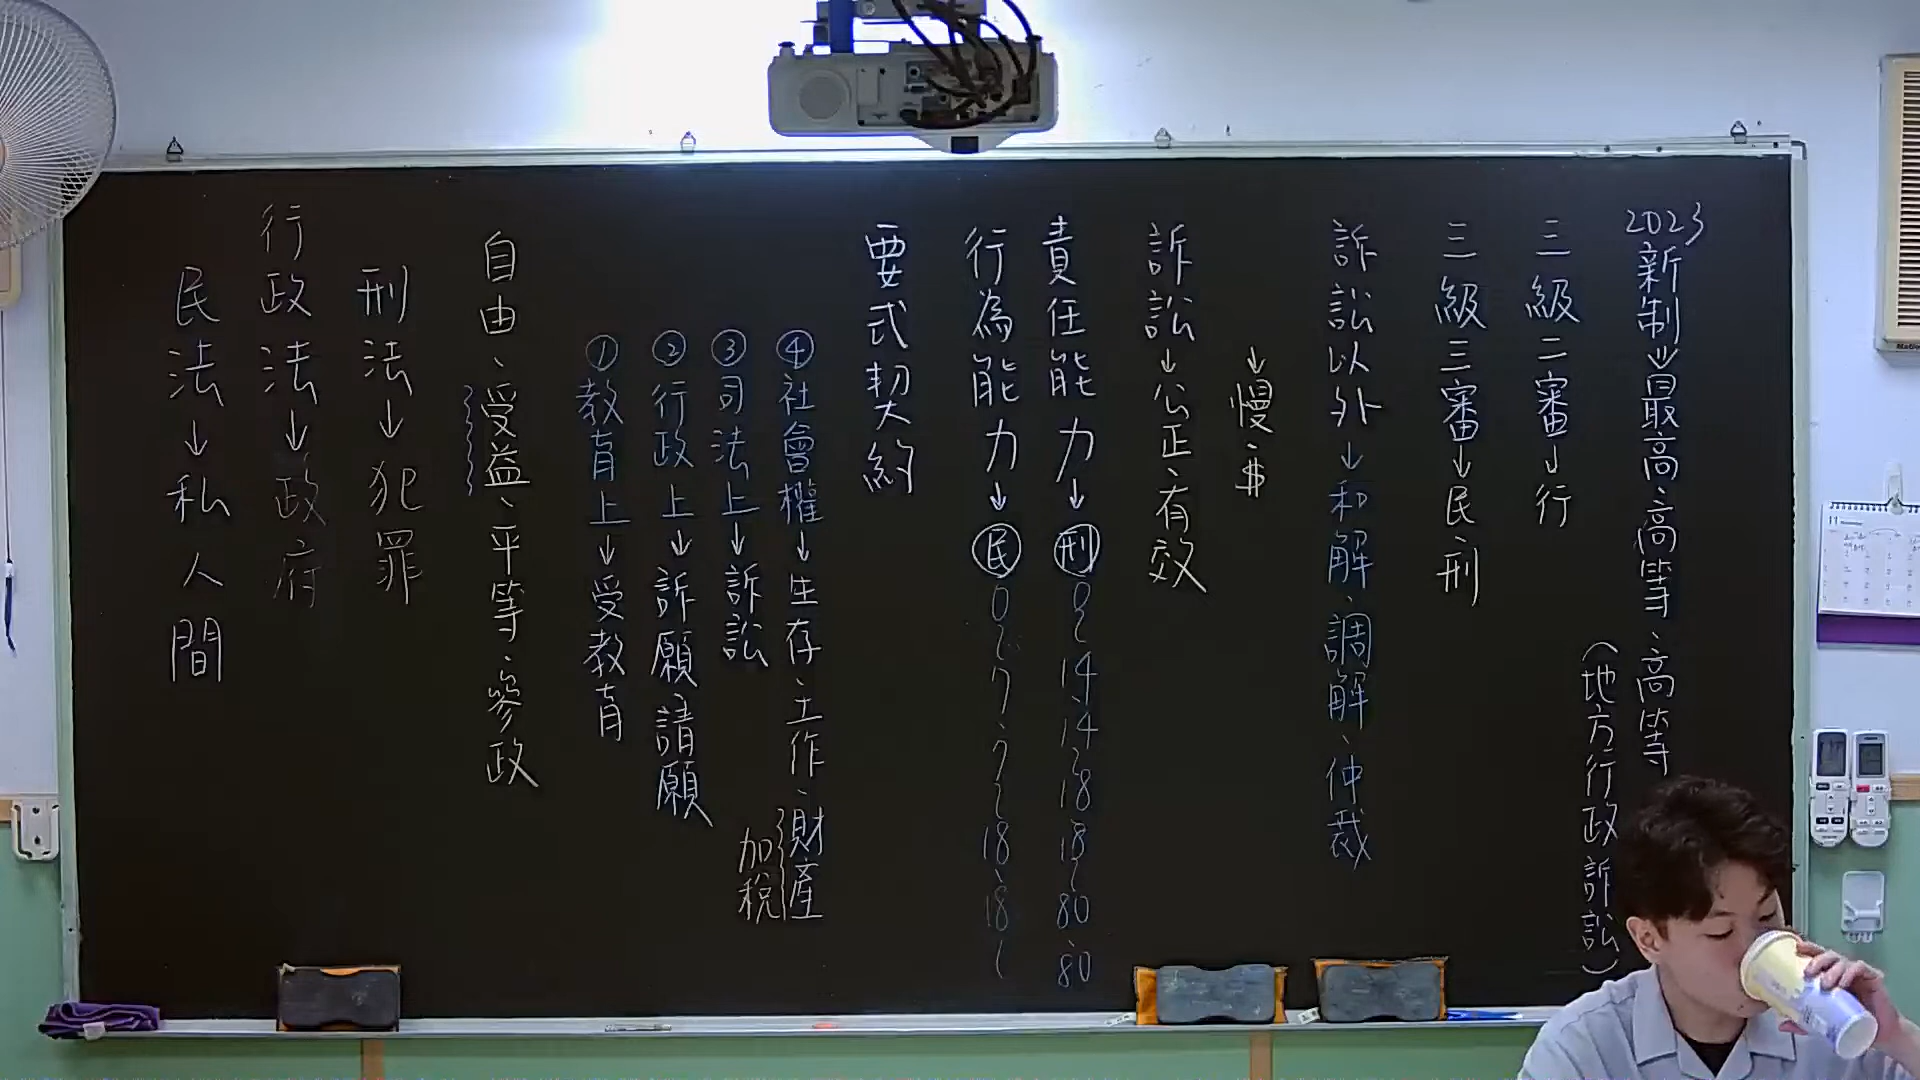 2023新制→最高、高等、高等
(地方行政訴訟)
三級二審→行
三級三審→民、刑
訴訟以外→和解、調解、仲裁
→慢、$
訴訟→公正、有效
責任能力→刑 0~14、14~18、18~80、80
行為能力→民 0~7、7~18、18~
要式契約
④社會權→生存、工作、財產
加稅
③司法上→訴訟
②行政上→訴願、請願
①教育上→受教育
自由、受益、平等、參政
刑法→犯罪
行政法→政府
民法→私人間
11